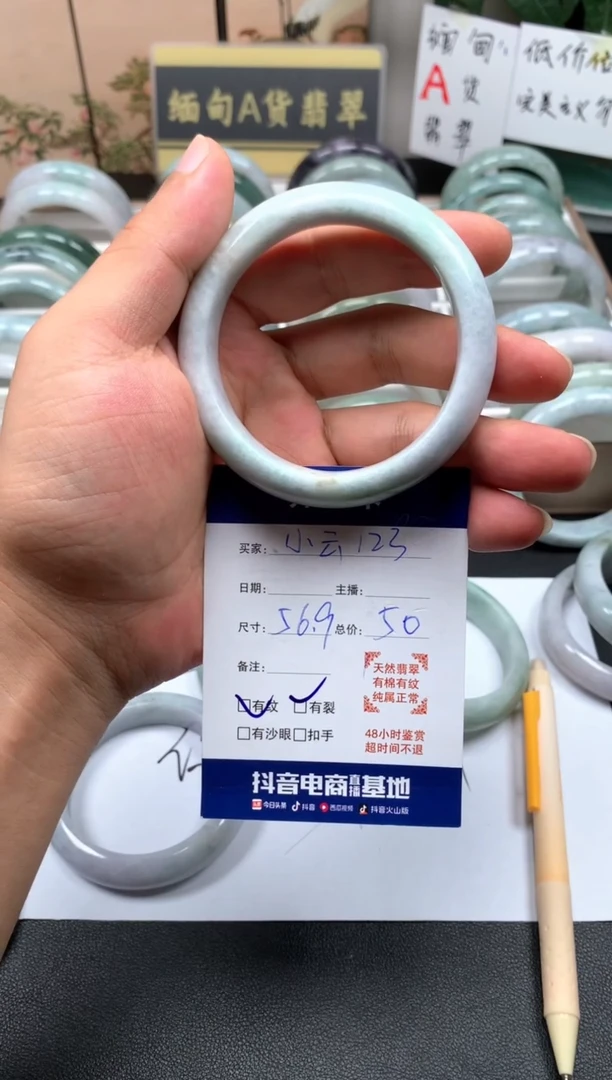 缅甸A货翡翠
缅甸
A货
翡翠
低价
完美主义
买家：小云123
日期： 主播：
尺寸：56.9 总价：50
备注：
天然翡翠
有棉有纹
纯属正常
☑有纹 ☑有裂
□有沙眼 □扣手
48小时鉴赏
超时间不退
抖音电商直播基地
今日头条 抖音 西瓜视频 抖音火山版